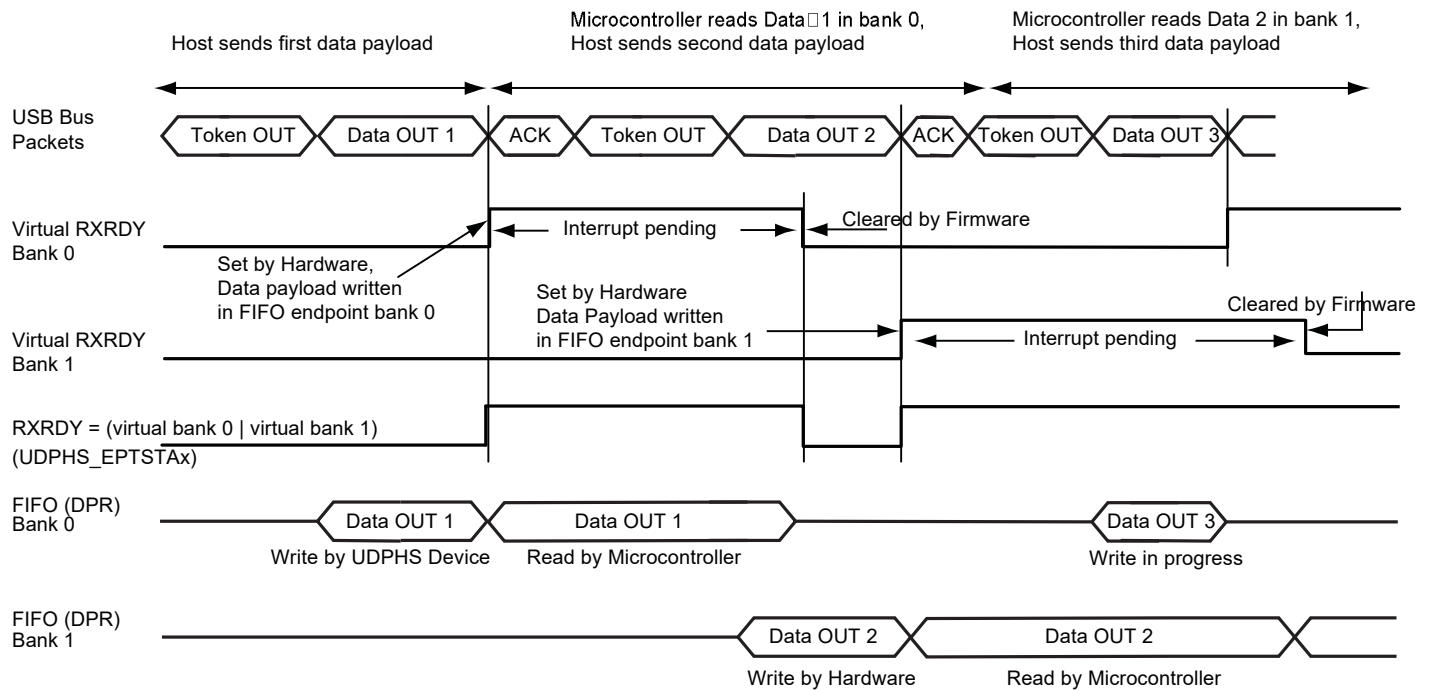 Host sends first data payload
Microcontroller reads Data□1 in bank 0,
Host sends second data payload
Microcontroller reads Data 2 in bank 1,
Host sends third data payload
USB Bus
Packets
Token OUT
Data OUT 1
ACK
Token OUT
Data OUT 2
ACK
Token OUT
Data OUT 3
Virtual RXRDY
Bank 0
Interrupt pending
Cleared by Firmware
Set by Hardware,
Data payload written
in FIFO endpoint bank 0
Set by Hardware
Data Payload written
in FIFO endpoint bank 1
Cleared by Firmware
Virtual RXRDY
Bank 1
Interrupt pending
RXRDY = (virtual bank 0 | virtual bank 1)
(UDPHS_EPTSTAx)
FIFO (DPR)
Bank 0
Data OUT 1
Data OUT 1
Data OUT 3
Write by UDPHS Device
Read by Microcontroller
Write in progress
FIFO (DPR)
Bank 1
Data OUT 2
Data OUT 2
Write by Hardware
Read by Microcontroller